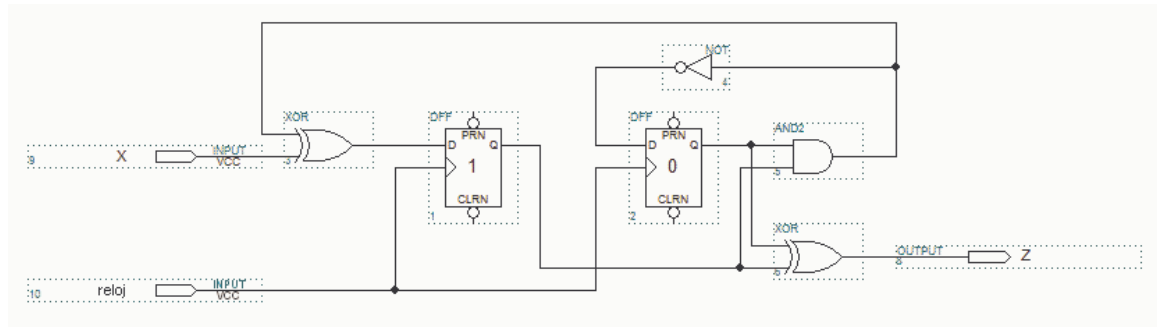 NOT
4
XOR
3
DFF
PRN
D Q
1
CLRN
1
DFF
PRN
D Q
0
CLRN
2
AND2
5
9 X INPUT
VCC
XOR
6
OUTPUT
8
Z
10 reloj INPUT
VCC